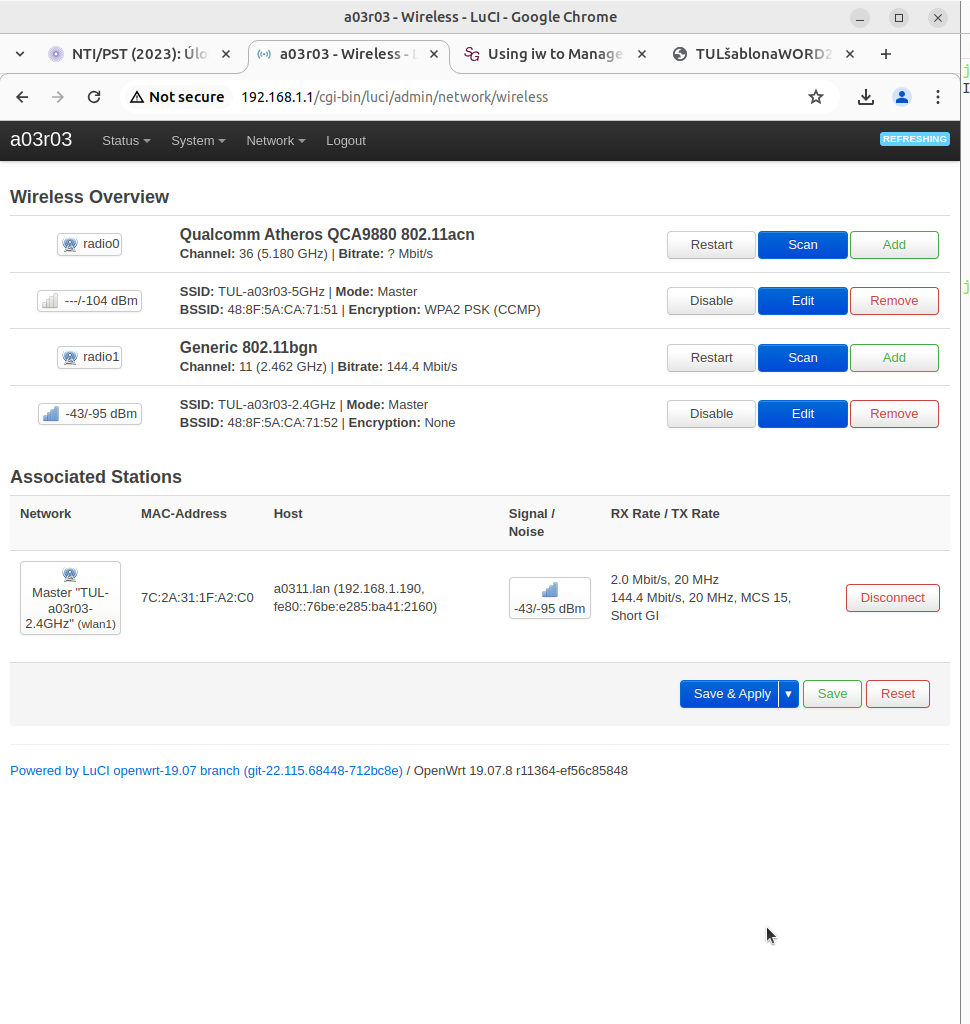 a03r03 - Wireless - LuCI - Google Chrome
NTI/PST (2023): Úlo
a03r03 - Wireless -
Using iw to Manage
TULšablonaWORD2
Not secure 192.168.1.1/cgi-bin/luci/admin/network/wireless
a03r03 Status System Network Logout REFRESHING
Wireless Overview
radio0
Qualcomm Atheros QCA9880 802.11acn
Channel: 36 (5.180 GHz) | Bitrate: ? Mbit/s
Restart Scan Add
---/-104 dBm
SSID: TUL-a03r03-5GHz | Mode: Master
BSSID: 48:8F:5A:CA:71:51 | Encryption: WPA2 PSK (CCMP)
Disable Edit Remove
radio1
Generic 802.11bgn
Channel: 11 (2.462 GHz) | Bitrate: 144.4 Mbit/s
Restart Scan Add
-43/-95 dBm
SSID: TUL-a03r03-2.4GHz | Mode: Master
BSSID: 48:8F:5A:CA:71:52 | Encryption: None
Disable Edit Remove
Associated Stations
Network
MAC-Address
Host
Signal /
Noise
RX Rate / TX Rate
Master "TUL-
a03r03-
2.4GHz" (wlan1)
7C:2A:31:1F:A2:C0
a0311.lan (192.168.1.190,
fe80::76be:e285:ba41:2160)
-43/-95 dBm
2.0 Mbit/s, 20 MHz
144.4 Mbit/s, 20 MHz, MCS 15,
Short GI
Disconnect
Save & Apply Save Reset
Powered by LuCI openwrt-19.07 branch (git-22.115.68448-712bc8e) / OpenWrt 19.07.8 r11364-ef56c85848